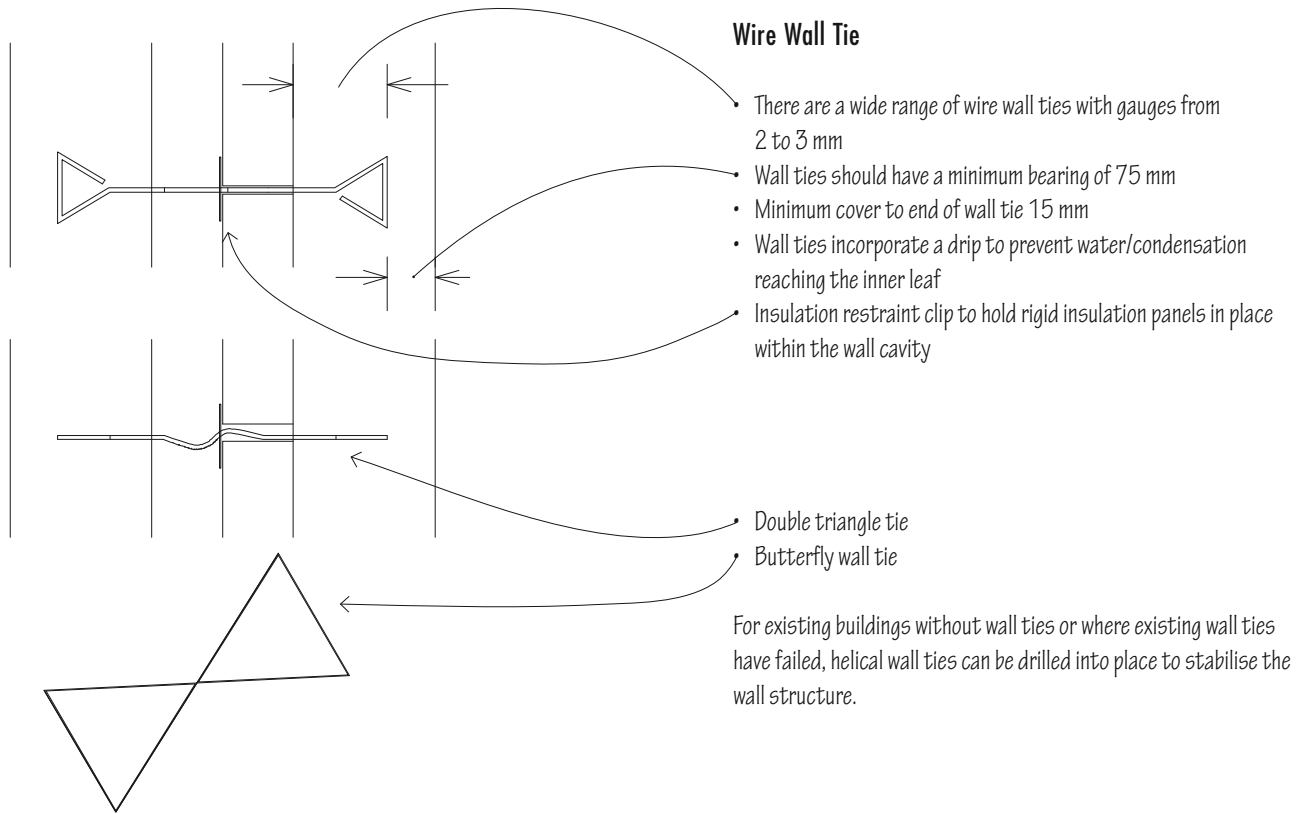 Wire Wall Tie
• There are a wide range of wire wall ties with gauges from
2 to 3 mm
• Wall ties should have a minimum bearing of 75 mm
• Minimum cover to end of wall tie 15 mm
• Wall ties incorporate a drip to prevent water/condensation
reaching the inner leaf
• Insulation restraint clip to hold rigid insulation panels in place
within the wall cavity
• Double triangle tie
• Butterfly wall tie
For existing buildings without wall ties or where existing wall ties
have failed, helical wall ties can be drilled into place to stabilise the
wall structure.